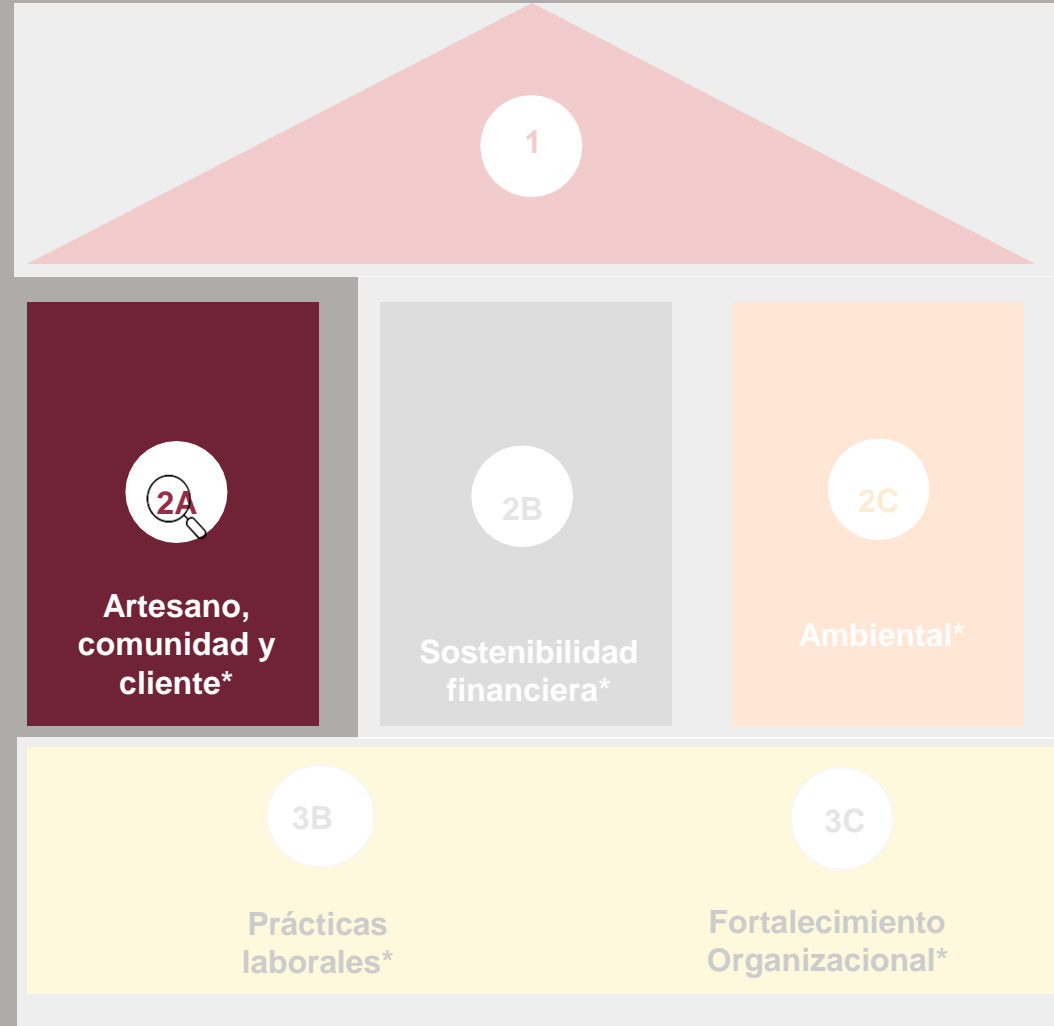 1
2A
Artesano,
comunidad y
cliente*
2B
Sostenibilidad
financiera*
2C
Ambiental*
3B
Prácticas
laborales*
3C
Fortalecimiento
Organizacional*